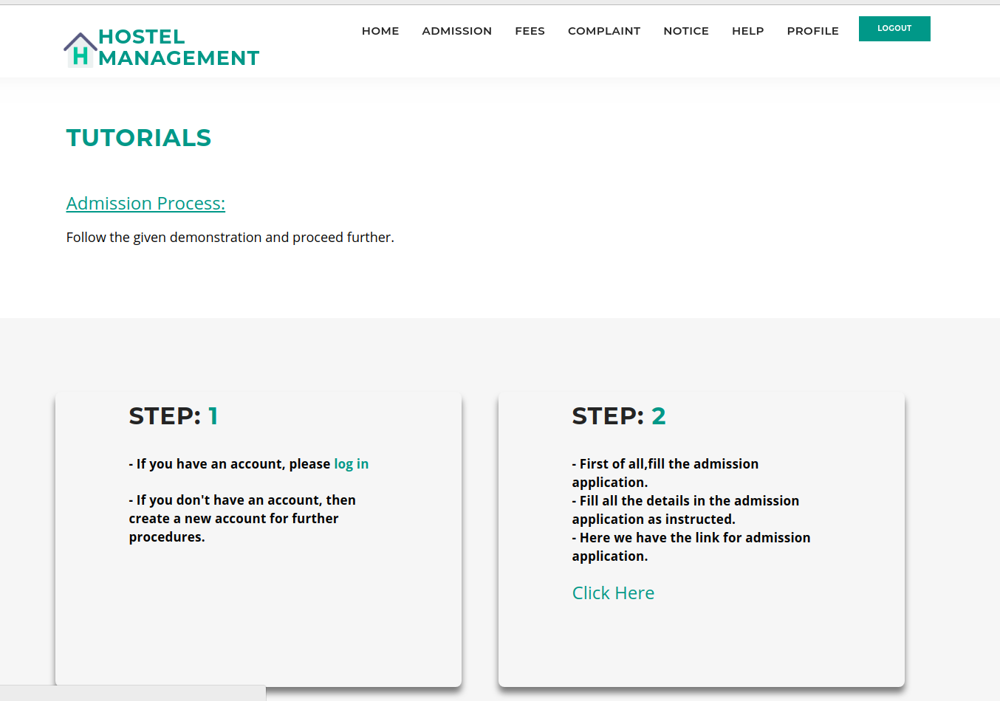 HOSTEL
MANAGEMENT
HOME ADMISSION FEES COMPLAINT NOTICE HELP PROFILE LOGOUT
TUTORIALS
Admission Process:
Follow the given demonstration and proceed further.
STEP: 1
- If you have an account, please log in
- If you don't have an account, then
create a new account for further
procedures.
STEP: 2
- First of all,fill the admission
application.
- Fill all the details in the admission
application as instructed.
- Here we have the link for admission
application.
Click Here